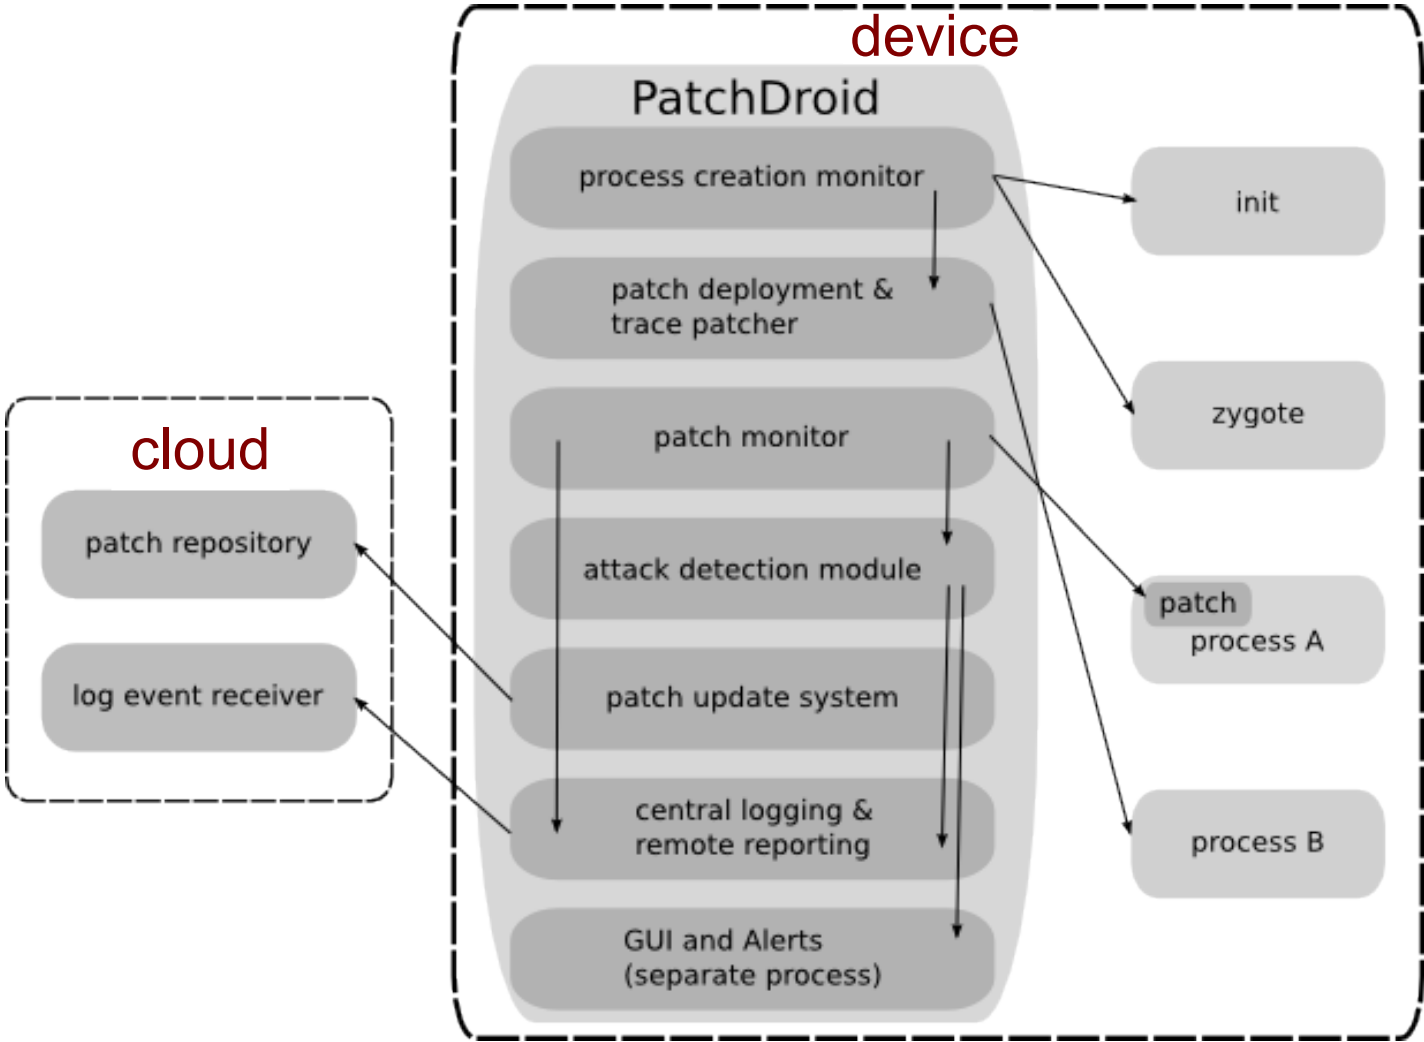 device
PatchDroid
process creation monitor
patch deployment &
trace patcher
patch monitor
attack detection module
patch update system
central logging &
remote reporting
GUI and Alerts
(separate process)
init
zygote
patch
process A
process B
cloud
patch repository
log event receiver